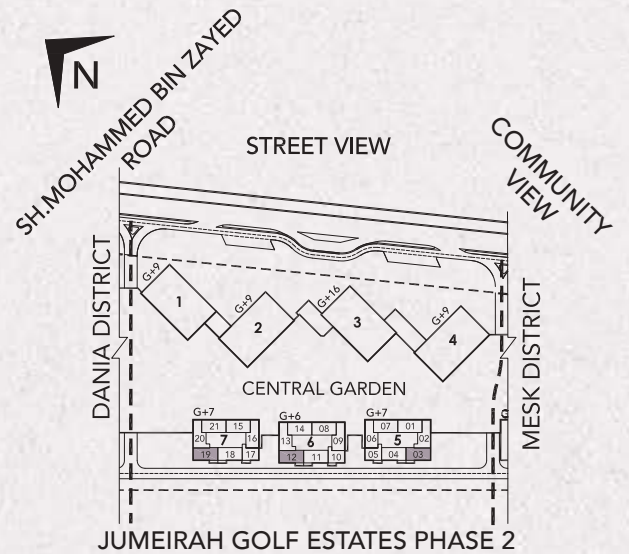 N
SH.MOHAMMED BIN ZAYED
ROAD
STREET VIEW
COMMUNITY
VIEW
DANIA DISTRICT
MESK DISTRICT
G+9
1
G+9
2
G+16
3
G+9
4
CENTRAL GARDEN
G+7
21 15
20 7 16
19 18 17
G+6
14 08
13 6 09
12 11 10
G+7
07 01
06 5 02
05 04 03
JUMEIRAH GOLF ESTATES PHASE 2